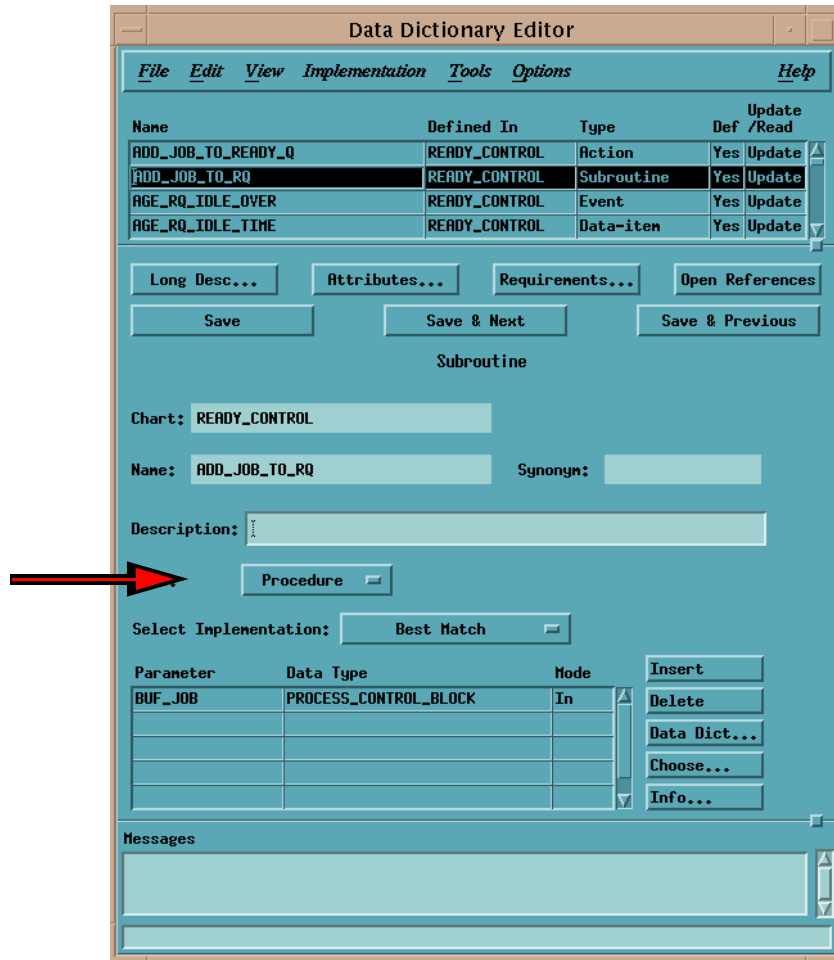 Data Dictionary Editor
File Edit View Implementation Tools Options Help
Name Defined In Type Def Update /Read
ADD_JOB_TO_READY_Q READY_CONTROL Action Yes Update
ADD_JOB_TO_RQ READY_CONTROL Subroutine Yes Update
AGE_RQ_IDLE_OVER READY_CONTROL Event Yes Update
AGE_RQ_IDLE_TIME READY_CONTROL Data-item Yes Update
Long Desc... Attributes... Requirements... Open References
Save Save & Next Save & Previous
Subroutine
Chart: READY_CONTROL
Name: ADD_JOB_TO_RQ Synonym:
Description:
Procedure
Select Implementation: Best Match
Parameter Data Type Mode Insert
BUF_JOB PROCESS_CONTROL_BLOCK In Delete
Data Dict...
Choose...
Info...
Messages